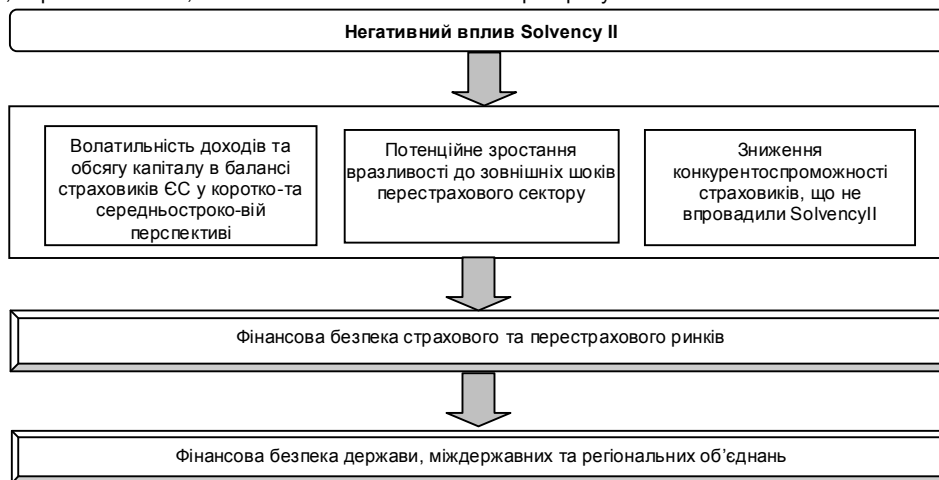 Негативний вплив Solvency II
Волатильність доходів та
обсягу капіталу в балансі
страховиків ЄС у коротко-та
середньостроко-вій
перспективі
Потенційне зростання
вразливості до зовнішніх шоків
перестрахового сектору
Зниження
конкурентоспроможності
страховиків, що не
впровадили SolvencyII
Фінансова безпека страхового та перестрахового ринків
Фінансова безпека держави, міждержавних та регіональних об’єднань